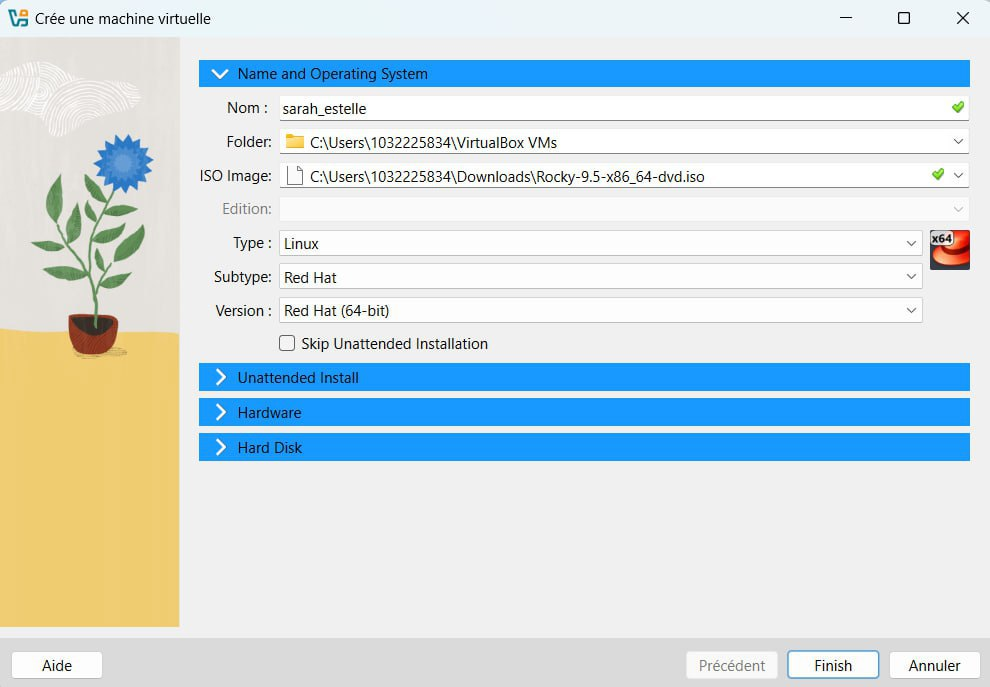 Crée une machine virtuelle
Name and Operating System
Nom : sarah_estelle
Folder: C:\Users\1032225834\VirtualBox VMs
ISO Image: C:\Users\1032225834\Downloads\Rocky-9.5-x86_64-dvd.iso
Edition:
Type : Linux
x64
Subtype: Red Hat
Version : Red Hat (64-bit)
Skip Unattended Installation
Unattended Install
Hardware
Hard Disk
Aide Précédent Finish Annuler